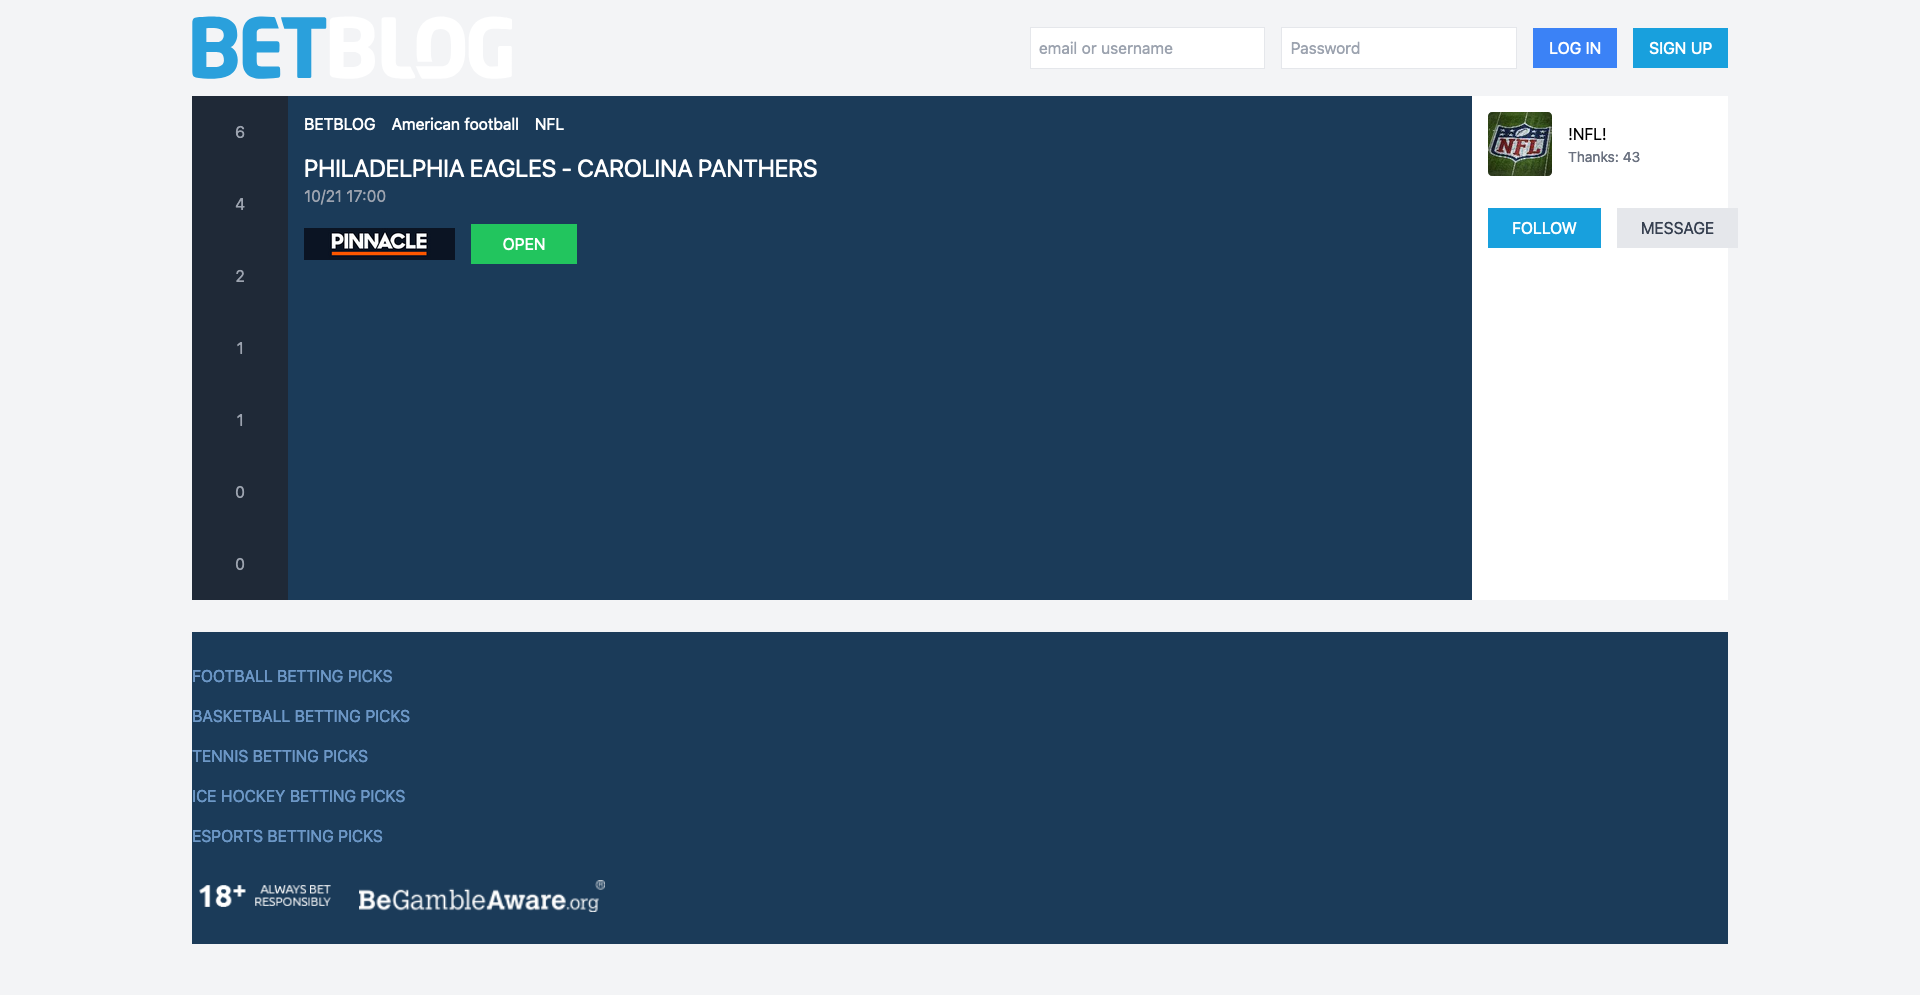 BETBLOG
email or username
Password
LOG IN
SIGN UP
6
4
2
1
1
0
0
BETBLOG American football NFL
PHILADELPHIA EAGLES - CAROLINA PANTHERS
10/21 17:00
PINNACLE
OPEN
NFL
!NFL!
Thanks: 43
FOLLOW
MESSAGE
FOOTBALL BETTING PICKS
BASKETBALL BETTING PICKS
TENNIS BETTING PICKS
ICE HOCKEY BETTING PICKS
ESPORTS BETTING PICKS
18+ ALWAYS BET
RESPONSIBLY
BeGambleAware.org®